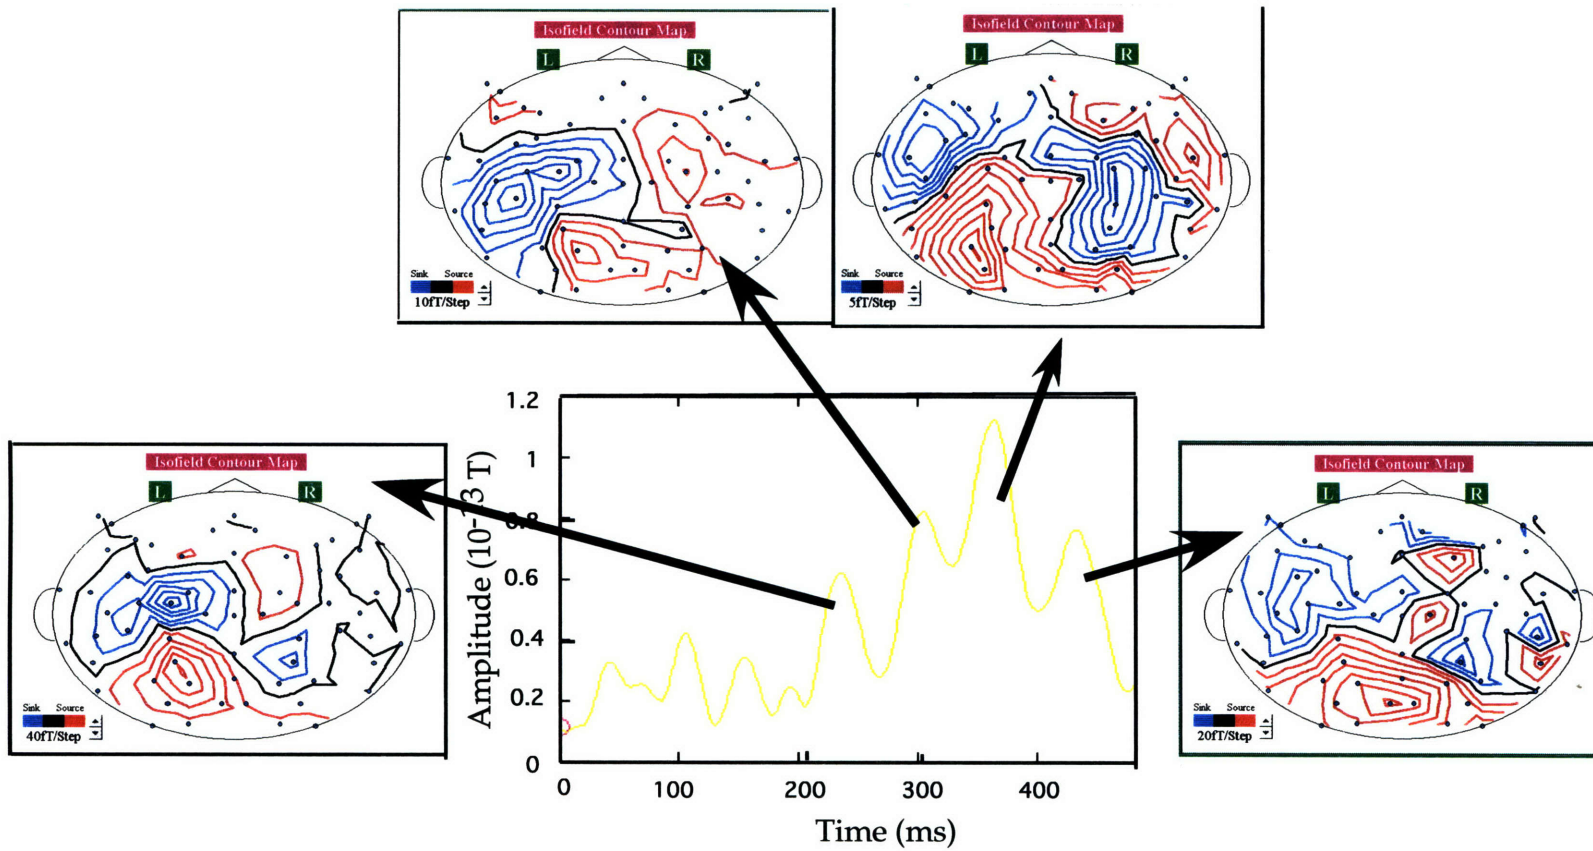 Isofield Contour Map
L R
Sink Source
10fT/Step
Isofield Contour Map
L R
Sink Source
5fT/Step
Isofield Contour Map
L R
Sink Source
40fT/Step
Amplitude (10-13 T)
1.2
1
0.8
0.6
0.4
0.2
0
0 100 200 300 400
Time (ms)
Isofield Contour Map
L R
Sink Source
20fT/Step